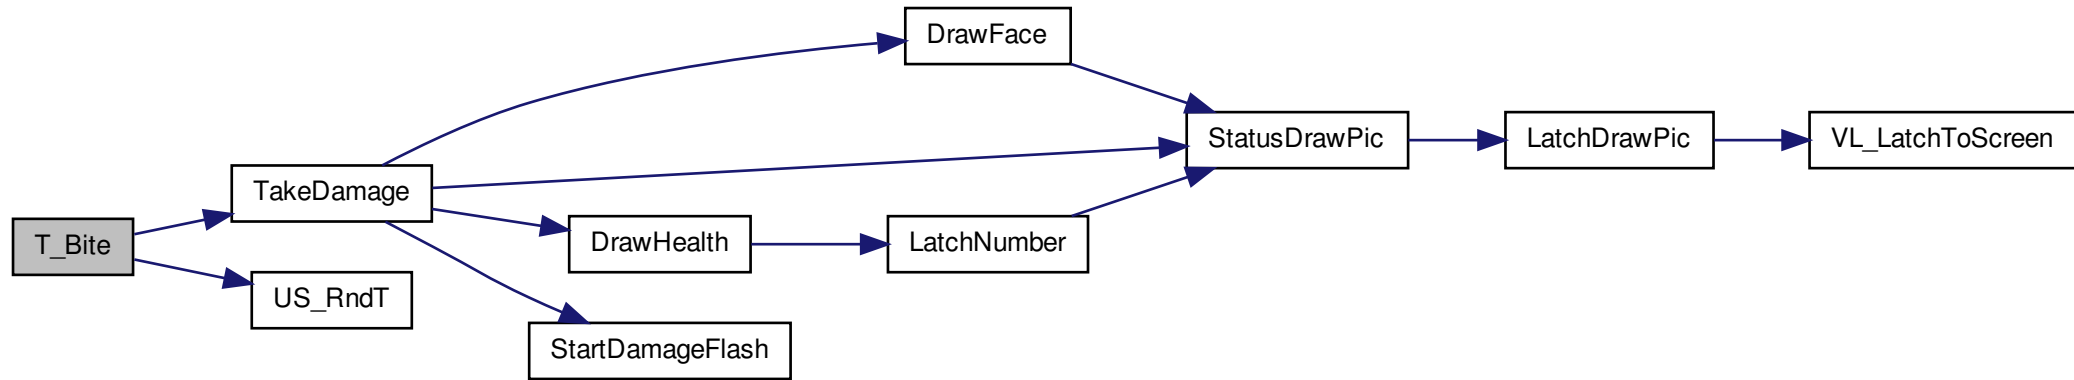 DrawFace
StatusDrawPic
LatchDrawPic
VL_LatchToScreen
TakeDamage
T_Bite
DrawHealth
LatchNumber
US_RndT
StartDamageFlash